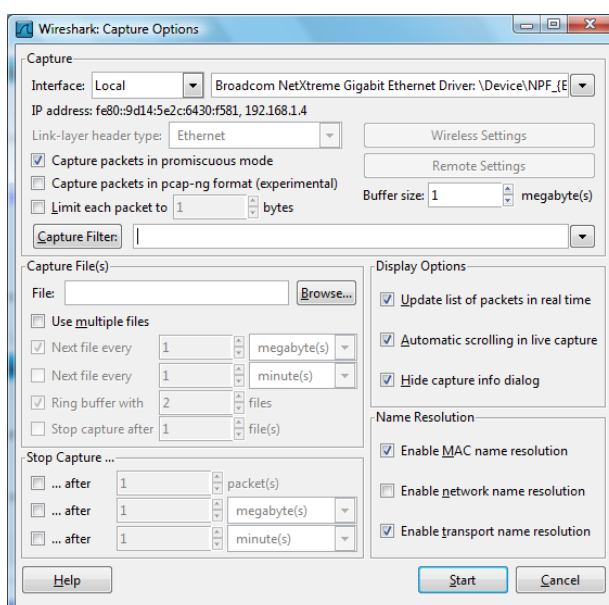 Wireshark: Capture Options
Capture
Interface: Local Broadcom NetXtreme Gigabit Ethernet Driver: \Device\NPF_{E
IP address: fe80::9d14:5e2c:6430:f581, 192.168.1.4
Link-layer header type: Ethernet
Wireless Settings
Capture packets in promiscuous mode
Remote Settings
Capture packets in pcap-ng format (experimental)
Buffer size: 1 megabyte(s)
Limit each packet to 1 bytes
Capture Filter:
Capture File(s)
File: Browse...
Use multiple files
Next file every 1 megabyte(s)
Next file every 1 minute(s)
Ring buffer with 2 files
Stop capture after 1 file(s)
Stop Capture ...
... after 1 packet(s)
... after 1 megabyte(s)
... after 1 minute(s)
Display Options
Update list of packets in real time
Automatic scrolling in live capture
Hide capture info dialog
Name Resolution
Enable MAC name resolution
Enable network name resolution
Enable transport name resolution
Help Start Cancel